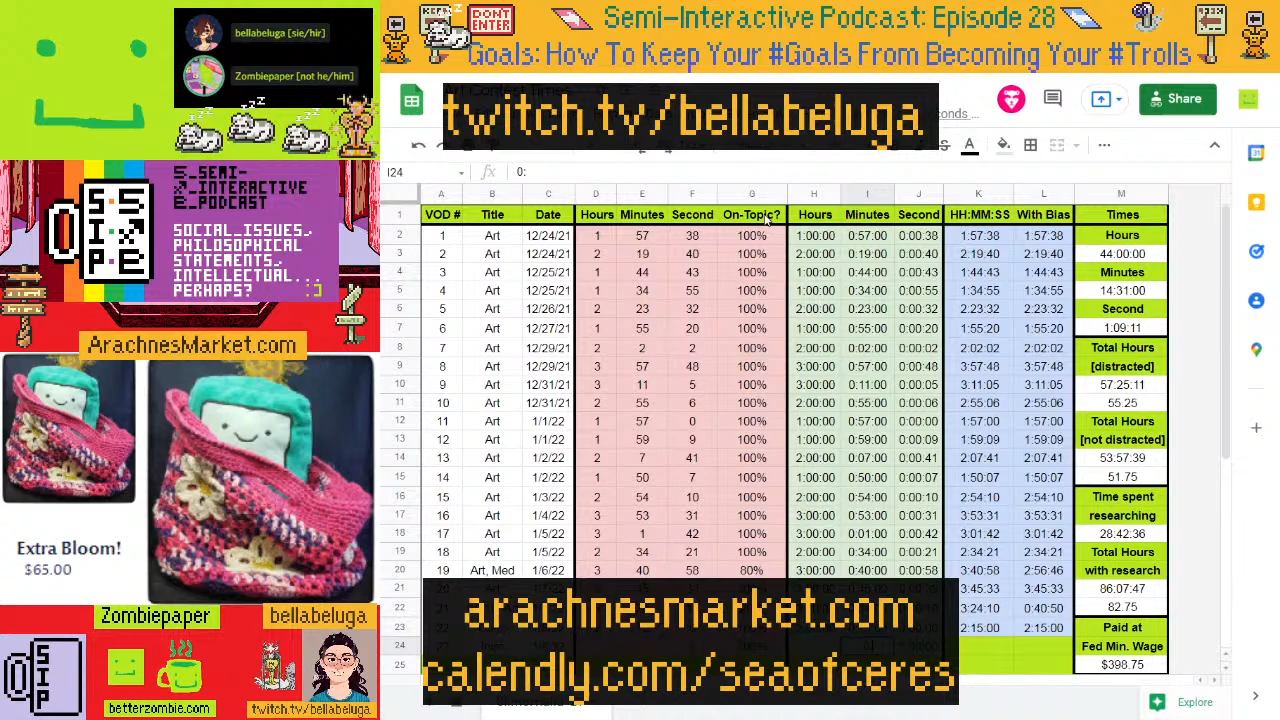 Semi-Interactive Podcast: Episode 28
Goals: How To Keep Your #Goals From Becoming Your #Trolls
KEEP
DON'T ENTER
bellabeluga [sie/hir]
Zombiepaper [not he/him]
S_SEMI-
_INTERACTIVE
P_PODCAST
SOCIAL_ISSUES,
PHILOSOPHICAL
STATEMENTS,
INTELLECTUAL...
PERHAPS? :]
ArachnesMarket.com
Extra Bloom!
$65.00
Zombiepaper
bellabeluga
SIP
betterzombie.com
twitch.tv/bellabeluga
twitch.tv/bellabeluga
Share
I24 fx 0:
A B C D E F G H I J K L M
1 VOD # Title Date Hours Minutes Second On-Topic? Hours Minutes Second HH:MM:SS With Bias Times
2 1 Art 12/24/21 1 57 38 100% 1:00:00 0:57:00 0:00:38 1:57:38 1:57:38 Hours
3 2 Art 12/24/21 2 19 40 100% 2:00:00 0:19:00 0:00:40 2:19:40 2:19:40 44:00:00
4 3 Art 12/25/21 1 44 43 100% 1:00:00 0:44:00 0:00:43 1:44:43 1:44:43 Minutes
5 4 Art 12/25/21 1 34 55 100% 1:00:00 0:34:00 0:00:55 1:34:55 1:34:55 14:31:00
6 5 Art 12/26/21 2 23 32 100% 2:00:00 0:23:00 0:00:32 2:23:32 2:23:32 Second
7 6 Art 12/27/21 1 55 20 100% 1:00:00 0:55:00 0:00:20 1:55:20 1:55:20 1:09:11
8 7 Art 12/29/21 2 2 2 100% 2:00:00 0:02:00 0:00:02 2:02:02 2:02:02 Total Hours
9 8 Art 12/29/21 3 57 48 100% 3:00:00 0:57:00 0:00:48 3:57:48 3:57:48 [distracted]
10 9 Art 12/31/21 3 11 5 100% 3:00:00 0:11:00 0:00:05 3:11:05 3:11:05 57:25:11
11 10 Art 12/31/21 2 55 6 100% 2:00:00 0:55:00 0:00:06 2:55:06 2:55:06 55.25
12 11 Art 1/1/22 1 57 0 100% 1:00:00 0:57:00 0:00:00 1:57:00 1:57:00 Total Hours
13 12 Art 1/1/22 1 59 9 100% 1:00:00 0:59:00 0:00:09 1:59:09 1:59:09 [not distracted]
14 13 Art 1/2/22 2 7 41 100% 2:00:00 0:07:00 0:00:41 2:07:41 2:07:41 53:57:39
15 14 Art 1/2/22 1 50 7 100% 1:00:00 0:50:00 0:00:07 1:50:07 1:50:07 51.75
16 15 Art 1/3/22 2 54 10 100% 2:00:00 0:54:00 0:00:10 2:54:10 2:54:10 Time spent
17 16 Art 1/4/22 3 53 31 100% 3:00:00 0:53:00 0:00:31 3:53:31 3:53:31 researching
18 17 Art 1/5/22 3 1 42 100% 3:00:00 0:01:00 0:00:42 3:01:42 3:01:42 28:42:36
19 18 Art 1/5/22 2 34 21 100% 2:00:00 0:34:00 0:00:21 2:34:21 2:34:21 Total Hours
20 19 Art, Med 1/6/22 3 40 58 80% 3:00:00 0:40:00 0:00:58 3:40:58 2:56:46 with research
21 3:45:33 3:45:33 86:07:47
22 3:24:10 0:40:50 82.75
23 2:15:00 2:15:00 Paid at
24 Fed Min. Wage
25 $398.75
arachnesmarket.com
calendly.com/seaofceres
Explore